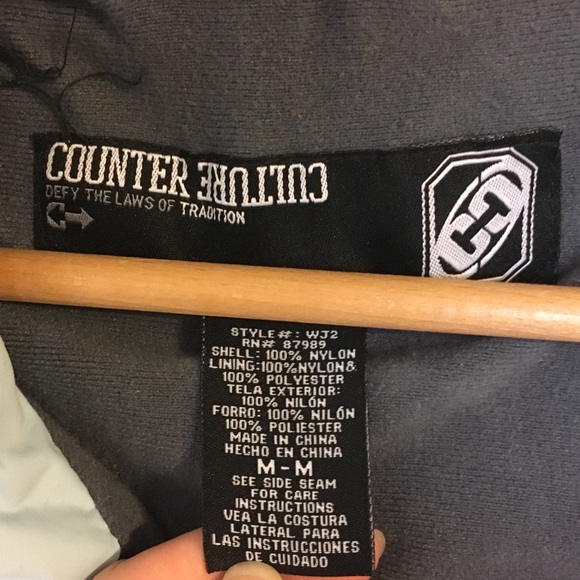 COUNTER CULTURE
DEFY THE LAWS OF TRADITION
STYLE#: WJ2
RN# 87989
SHELL: 100% NYLON
LINING:100%NYLON&
100% POLYESTER
TELA EXTERIOR:
100% NILÓN
FORRO: 100% NILÓN
100% POLIESTER
MADE IN CHINA
HECHO EN CHINA
M-M
SEE SIDE SEAM
FOR CARE
INSTRUCTIONS
VEA LA COSTURA
LATERAL PARA
LAS INSTRUCCIONES
DE CUIDADO